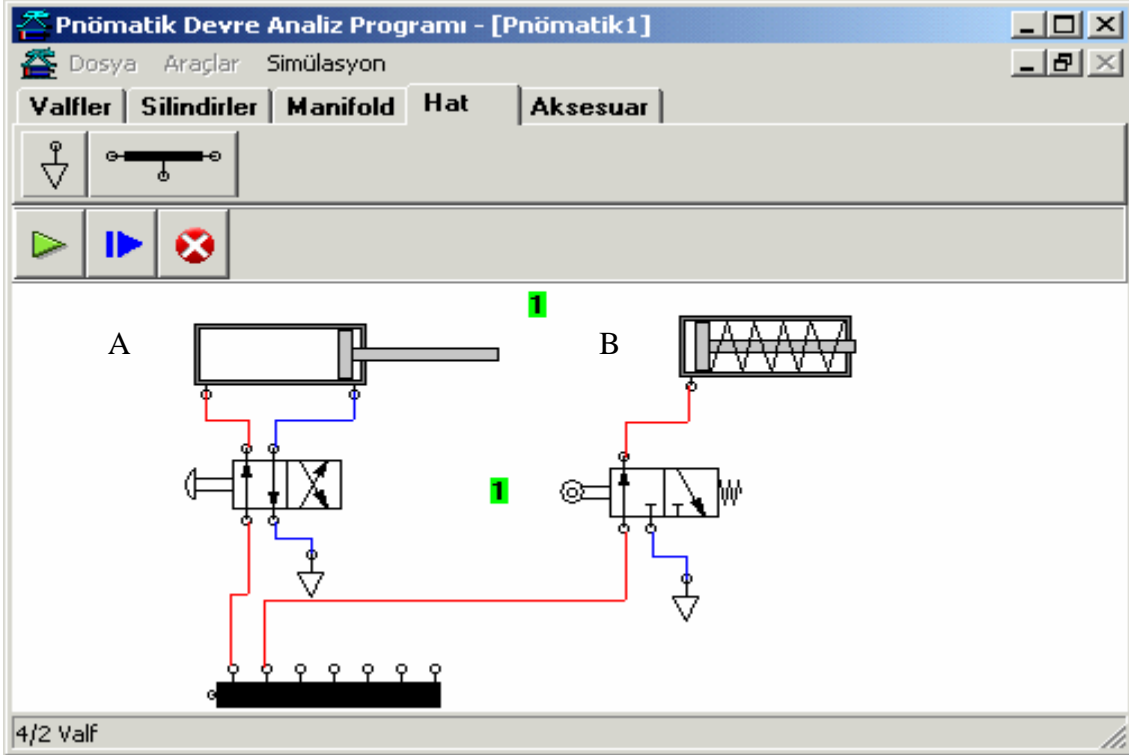 Pnömatik Devre Analiz Programı - [Pnömatik1]
Dosya Araçlar Simülasyon
Valfler Silindirler Manifold Hat Aksesuar
1
A B
1
4/2 Valf